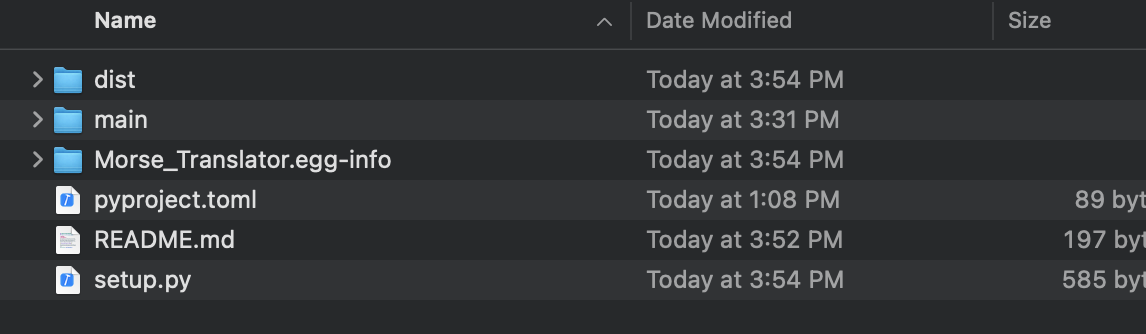 Name Date Modified Size
dist Today at 3:54 PM
main Today at 3:31 PM
Morse_Translator.egg-info Today at 3:54 PM
pyproject.toml Today at 1:08 PM 89 byt
README.md Today at 3:52 PM 197 byt
setup.py Today at 3:54 PM 585 byt